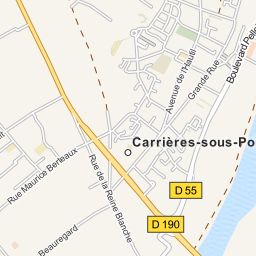 Boulevard Pelle
Avenue de l'Hautil
Grande Rue
Carrières-sous-Po
Rue Maurice Berteaux
Rue de la Reine Blanche
D 55
D 190
Beauregard